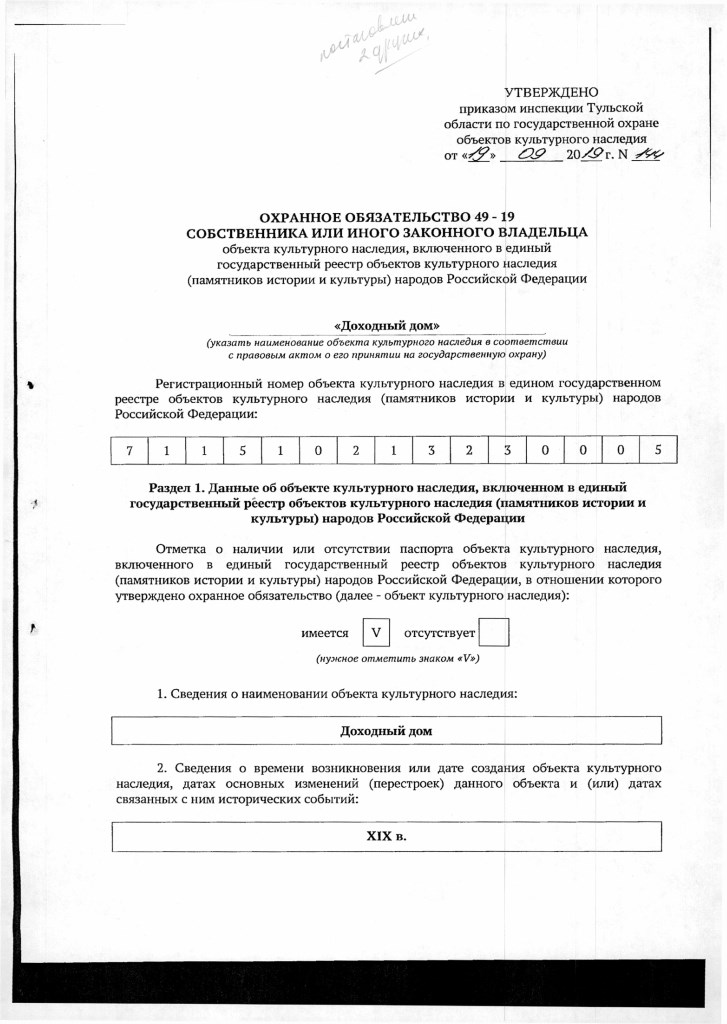 УТВЕРЖДЕНО
приказом инспекции Тульской
области по государственной охране
объектов культурного наследия
от «19» 09 2019 г. N
ОХРАННОЕ ОБЯЗАТЕЛЬСТВО 49 - 19
СОБСТВЕННИКА ИЛИ ИНОГО ЗАКОННОГО ВЛАДЕЛЬЦА
объекта культурного наследия, включенного в единый
государственный реестр объектов культурного наследия
(памятников истории и культуры) народов Российской Федерации
«Доходный дом»
(указать наименование объекта культурного наследия в соответствии
с правовым актом о его принятии на государственную охрану)
Регистрационный номер объекта культурного наследия в едином государственном
реестре объектов культурного наследия (памятников истории и культуры) народов
Российской Федерации:
7 1 1 5 1 0 2 1 3 2 3 0 0 0 5
Раздел 1. Данные об объекте культурного наследия, включенном в единый
государственный реестр объектов культурного наследия (памятников истории и
культуры) народов Российской Федерации
Отметка о наличии или отсутствии паспорта объекта культурного наследия,
включенного в единый государственный реестр объектов культурного наследия
(памятников истории и культуры) народов Российской Федерации, в отношении которого
утверждено охранное обязательство (далее - объект культурного наследия):
имеется V отсутствует
(нужное отметить знаком «V»)
1. Сведения о наименовании объекта культурного наследия:
Доходный дом
2. Сведения о времени возникновения или дате создания объекта культурного
наследия, датах основных изменений (перестроек) данного объекта и (или) датах
связанных с ним исторических событий:
XIX в.